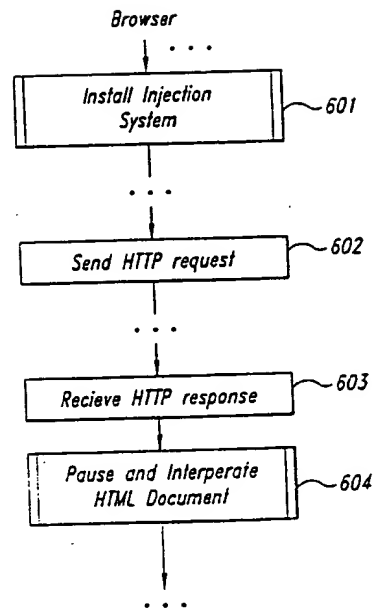 Browser
Install Injection
System
601
Send HTTP request
602
Recieve HTTP response
603
Pause and Interperate
HTML Document
604